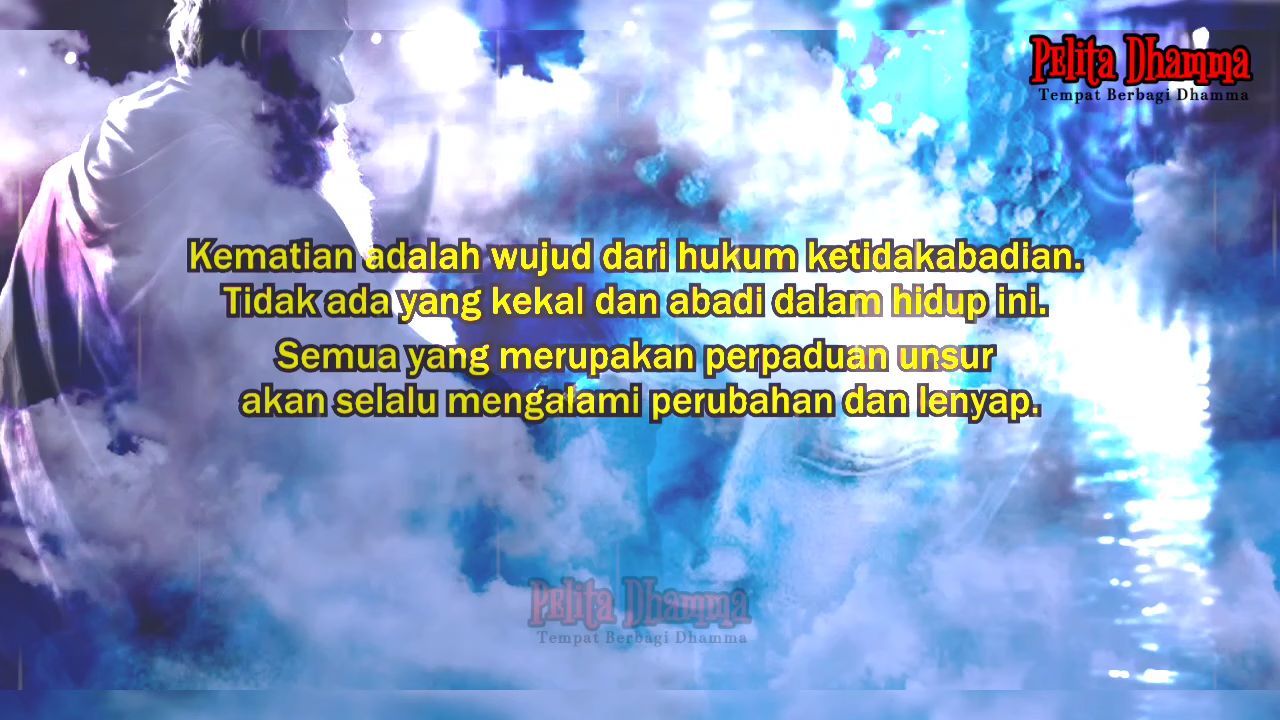 Pelita Dhamma
Tempat Berbagi Dhamma
Kematian adalah wujud dari hukum ketidakabadian.
Tidak ada yang kekal dan abadi dalam hidup ini.
Semua yang merupakan perpaduan unsur
akan selalu mengalami perubahan dan lenyap.
Pelita Dhamma
Tempat Berbagi Dhamma